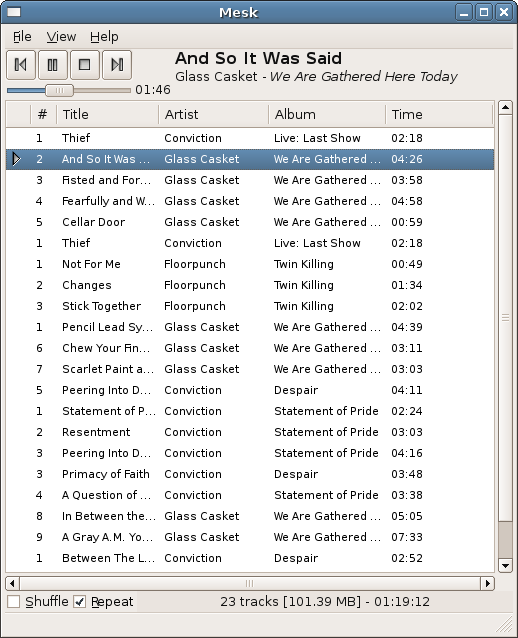 Mesk
File View Help
And So It Was Said
Glass Casket - We Are Gathered Here Today
01:46
# Title Artist Album Time
1 Thief Conviction Live: Last Show 02:18
2 And So It Was ... Glass Casket We Are Gathered ... 04:26
3 Fisted and For... Glass Casket We Are Gathered ... 03:58
4 Fearfully and W... Glass Casket We Are Gathered ... 04:58
5 Cellar Door Glass Casket We Are Gathered ... 00:59
1 Thief Conviction Live: Last Show 02:18
1 Not For Me Floorpunch Twin Killing 00:49
2 Changes Floorpunch Twin Killing 01:34
3 Stick Together Floorpunch Twin Killing 02:02
1 Pencil Lead Sy... Glass Casket We Are Gathered ... 04:39
6 Chew Your Fin... Glass Casket We Are Gathered ... 03:11
7 Scarlet Paint a... Glass Casket We Are Gathered ... 03:03
5 Peering Into D... Conviction Despair 04:11
1 Statement of P... Conviction Statement of Pride 02:24
2 Resentment Conviction Statement of Pride 03:03
3 Peering Into D... Conviction Statement of Pride 04:16
3 Primacy of Faith Conviction Despair 03:48
4 A Question of ... Conviction Statement of Pride 03:38
8 In Between the... Glass Casket We Are Gathered ... 05:05
9 A Gray A.M. Yo... Glass Casket We Are Gathered ... 07:33
1 Between The L... Conviction Despair 02:52
Shuffle Repeat 23 tracks [101.39 MB] - 01:19:12